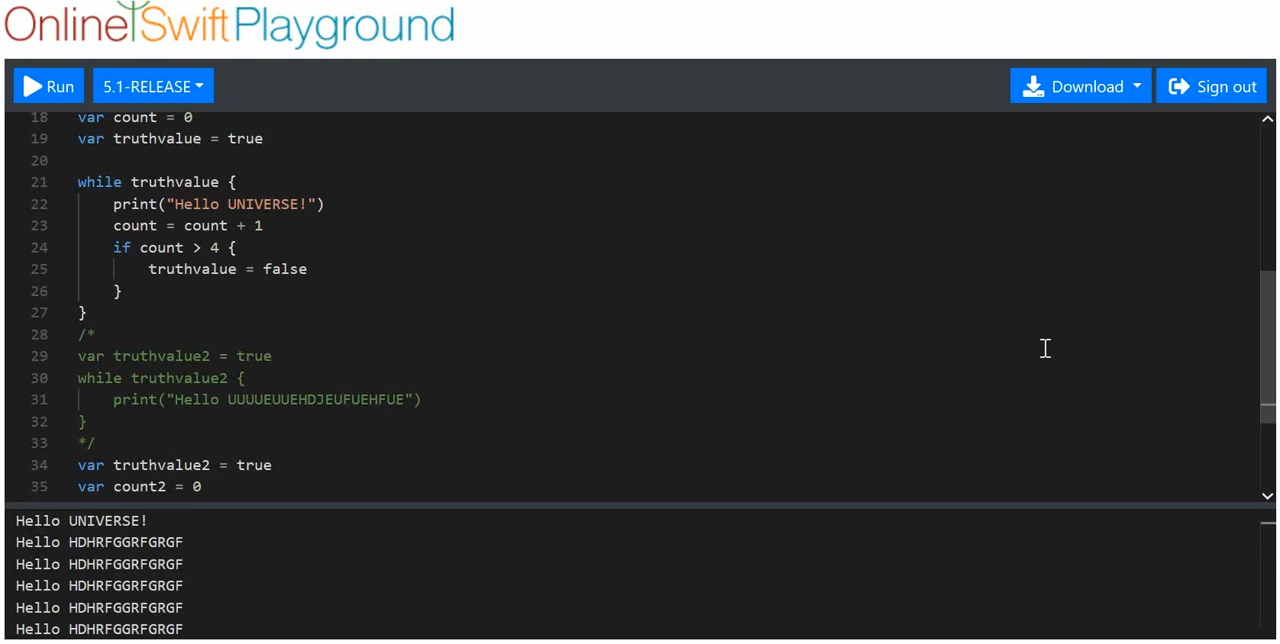 OnlineSwiftPlayground
Run 5.1-RELEASE Download Sign out
18 var count = 0
19 var truthvalue = true
20
21 while truthvalue {
22 print("Hello UNIVERSE!")
23 count = count + 1
24 if count > 4 {
25 truthvalue = false
26 }
27 }
28 /*
29 var truthvalue2 = true
30 while truthvalue2 {
31 print("Hello UUUUEUUEHDJEUFUEHFUE")
32 }
33 */
34 var truthvalue2 = true
35 var count2 = 0
Hello UNIVERSE!
Hello HDHRFGGRFGRGF
Hello HDHRFGGRFGRGF
Hello HDHRFGGRFGRGF
Hello HDHRFGGRFGRGF
Hello HDHRFGGRFGRGF